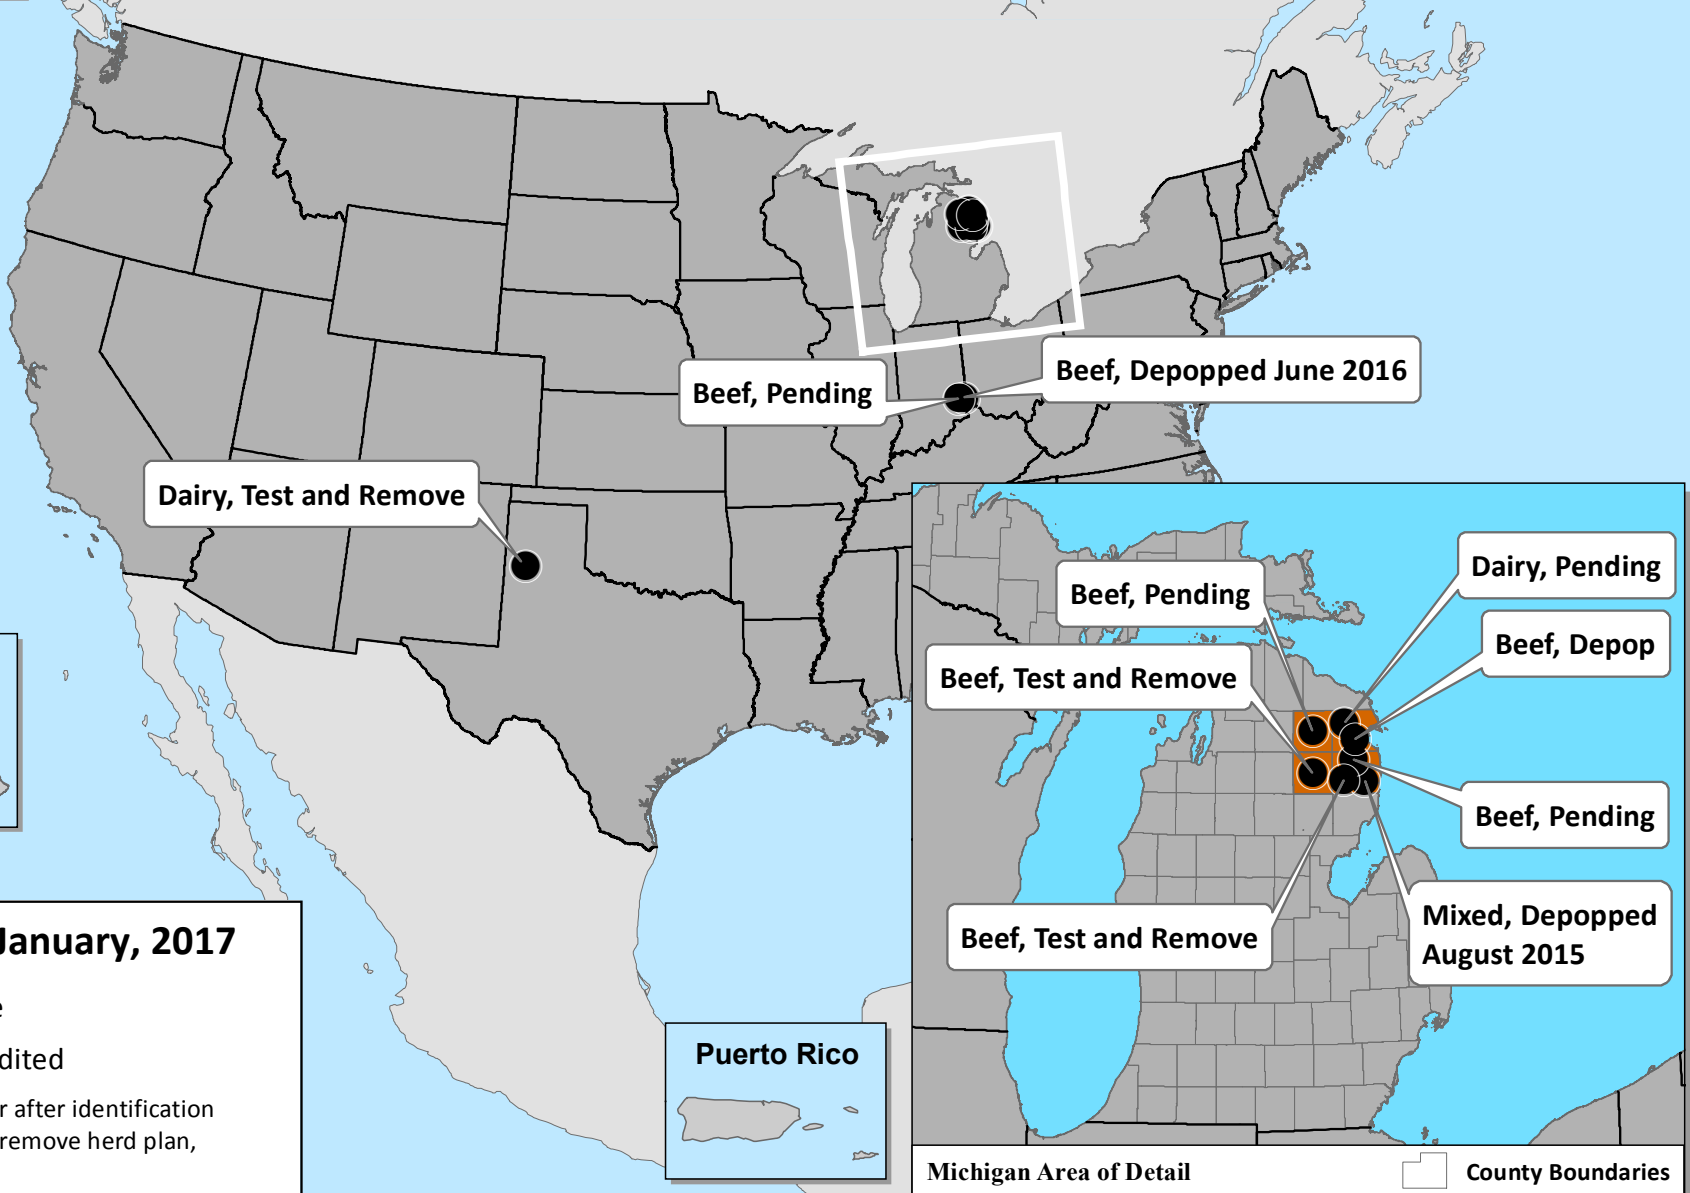 Beef, Depopped June 2016
Beef, Pending
Dairy, Test and Remove
Dairy, Pending
Beef, Pending
Beef, Depop
Beef, Test and Remove
Beef, Pending
Mixed, Depopped
August 2015
Beef, Test and Remove
January, 2017
dited
r after identification
remove herd plan,
Puerto Rico
Michigan Area of Detail
County Boundaries